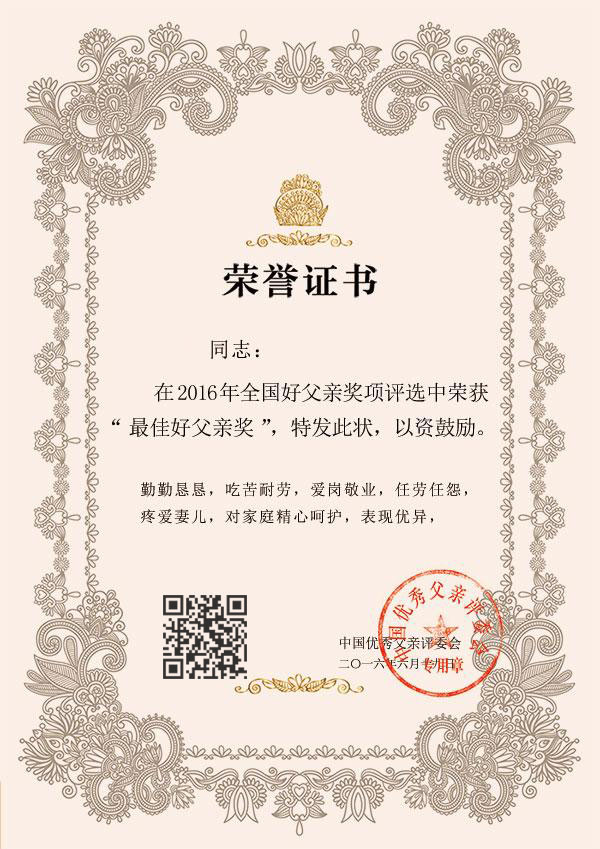 荣誉证书
同志：
在2016年全国好父亲奖项评选中荣获
“最佳好父亲奖”，特发此状，以资鼓励。
勤勤恳恳，吃苦耐劳，爱岗敬业，任劳任怨，
疼爱妻儿，对家庭精心呵护，表现优异，
中国优秀父亲评委会
二〇一六年六月十九日
中国优秀父亲评委会
专用章